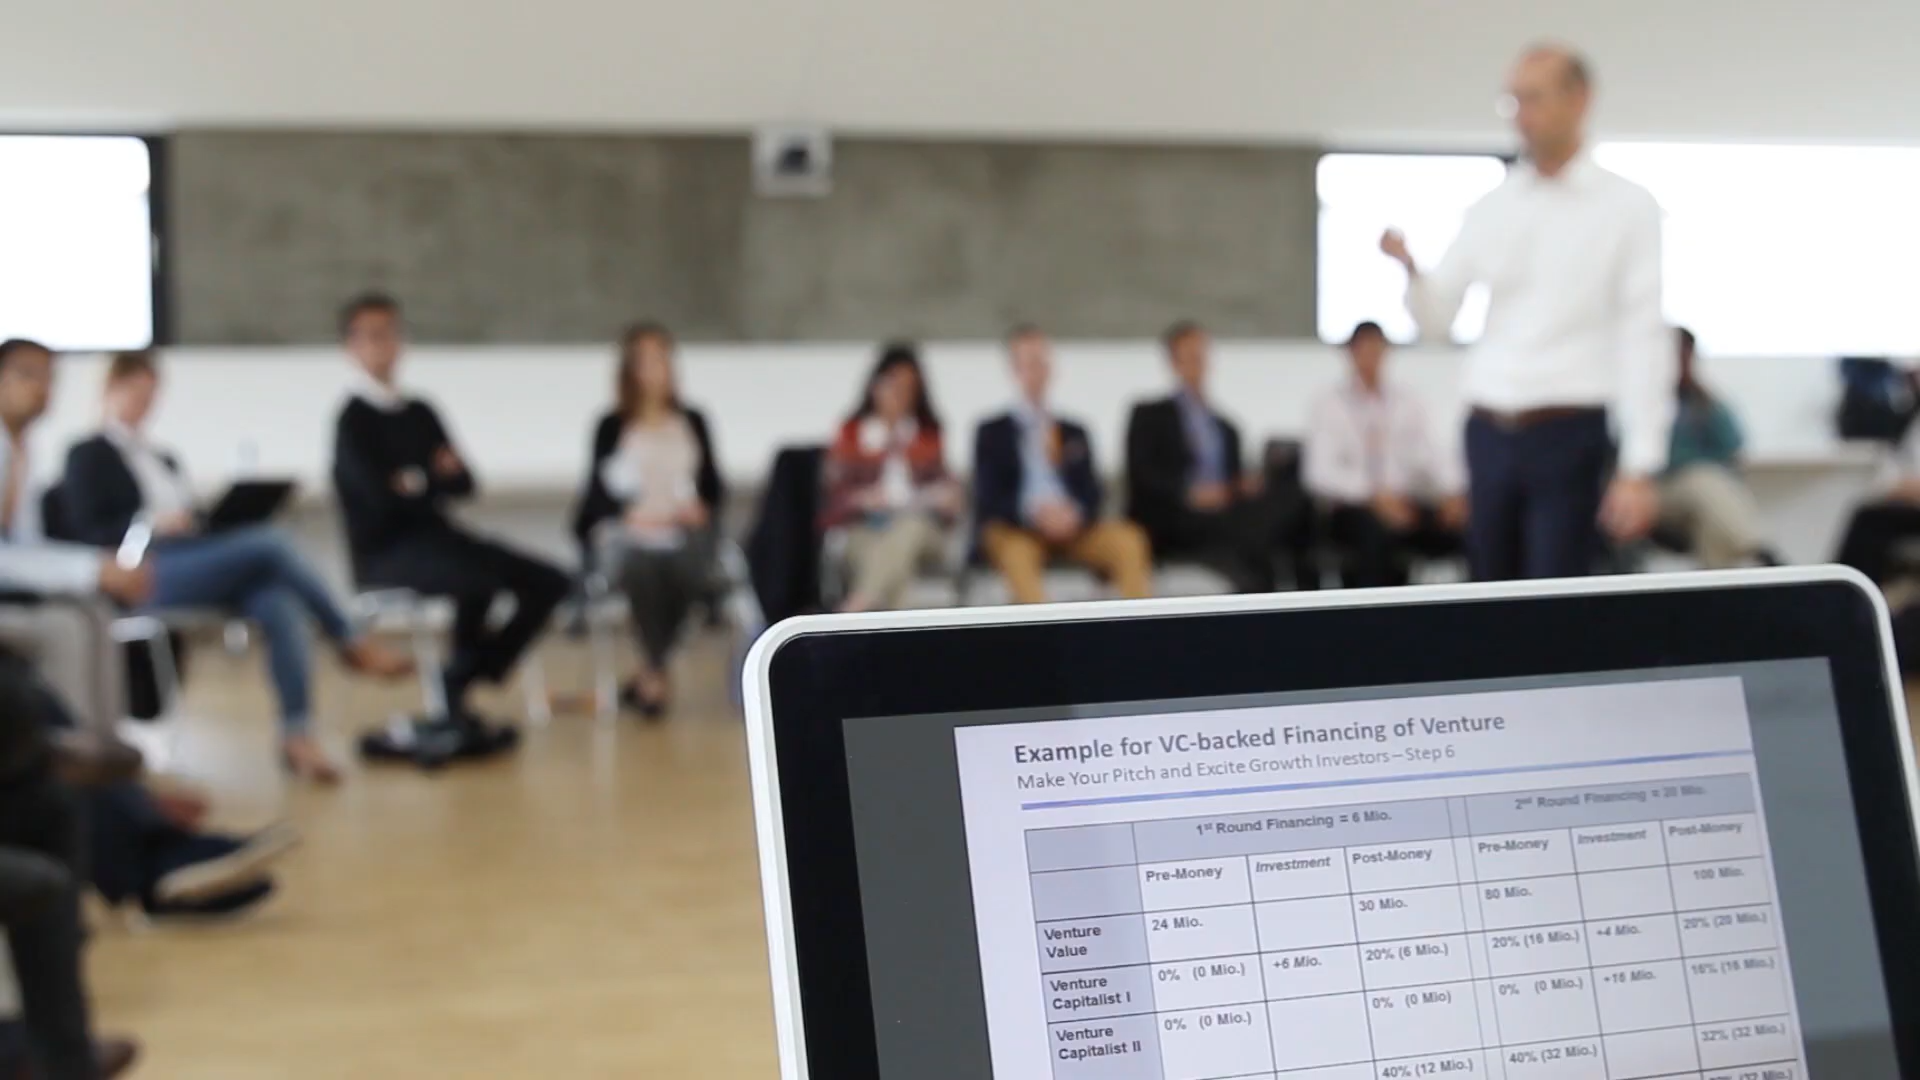 Example for VC-backed Financing of Venture
Make Your Pitch and Excite Growth Investors – Step 6
1st Round Financing = 6 Mio. 2nd Round Financing = 20 Mio.
Pre-Money Investment Post-Money Pre-Money Investment Post-Money
Venture Value 24 Mio. 30 Mio. 80 Mio. 100 Mio.
Venture Capitalist I 0% (0 Mio.) +6 Mio. 20% (6 Mio.) 20% (16 Mio.) +4 Mio. 20% (20 Mio.)
Venture Capitalist II 0% (0 Mio.) 0% (0 Mio) 0% (0 Mio.) +16 Mio. 16% (16 Mio.)
40% (12 Mio.) 40% (32 Mio.) 32% (32 Mio.)